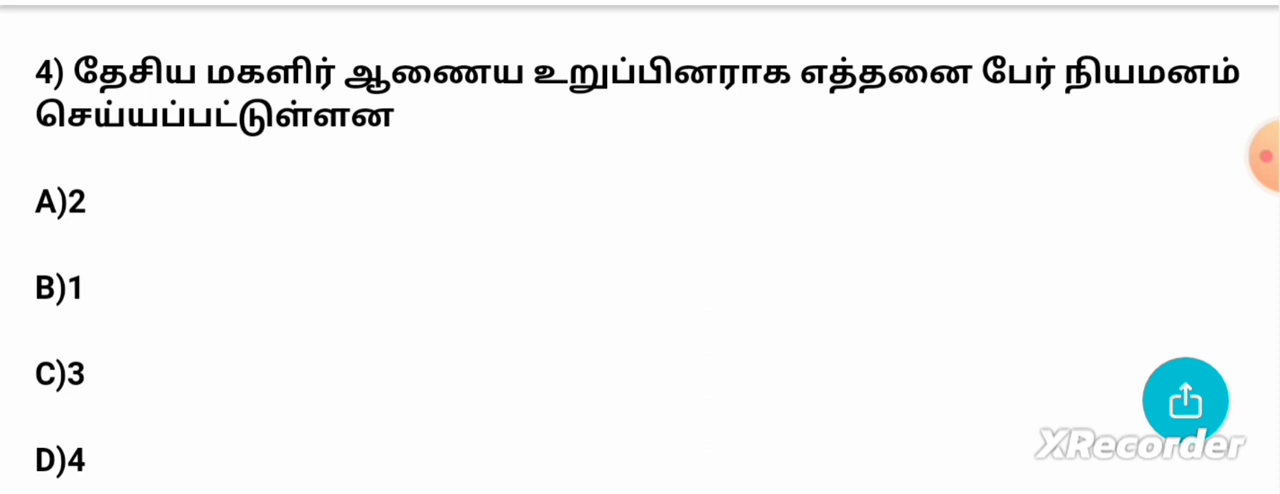 4) தேசிய மகளிர் ஆணைய உறுப்பினராக எத்தனை பேர் நியமனம்
செய்யப்பட்டுள்ளன
A)2
B)1
C)3
D)4
XRecorder